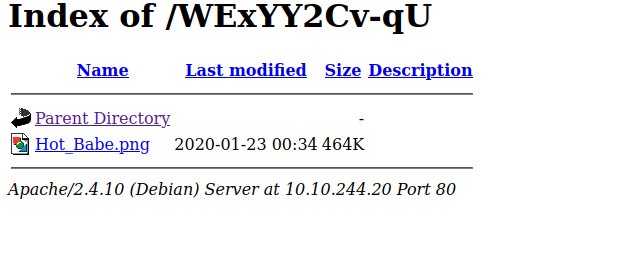 Index of /WExYY2Cv-qU
Name Last modified Size Description
Parent Directory -
Hot_Babe.png 2020-01-23 00:34 464K
Apache/2.4.10 (Debian) Server at 10.10.244.20 Port 80